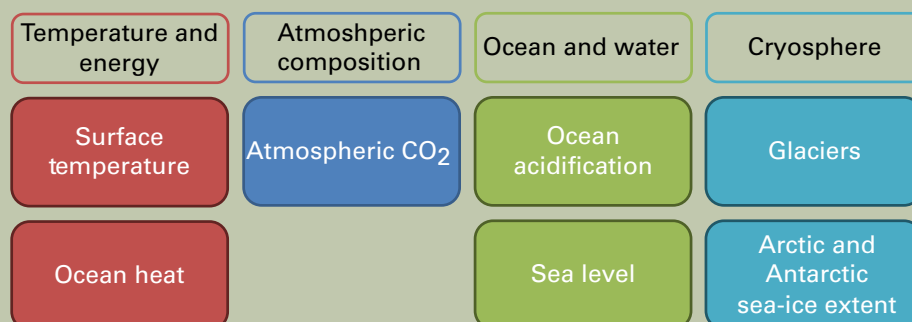 Temperature and
energy
Atmoshperic
composition
Ocean and water
Cryosphere
Surface
temperature
Atmospheric CO2
Ocean
acidification
Glaciers
Ocean heat
Sea level
Arctic and
Antarctic
sea-ice extent